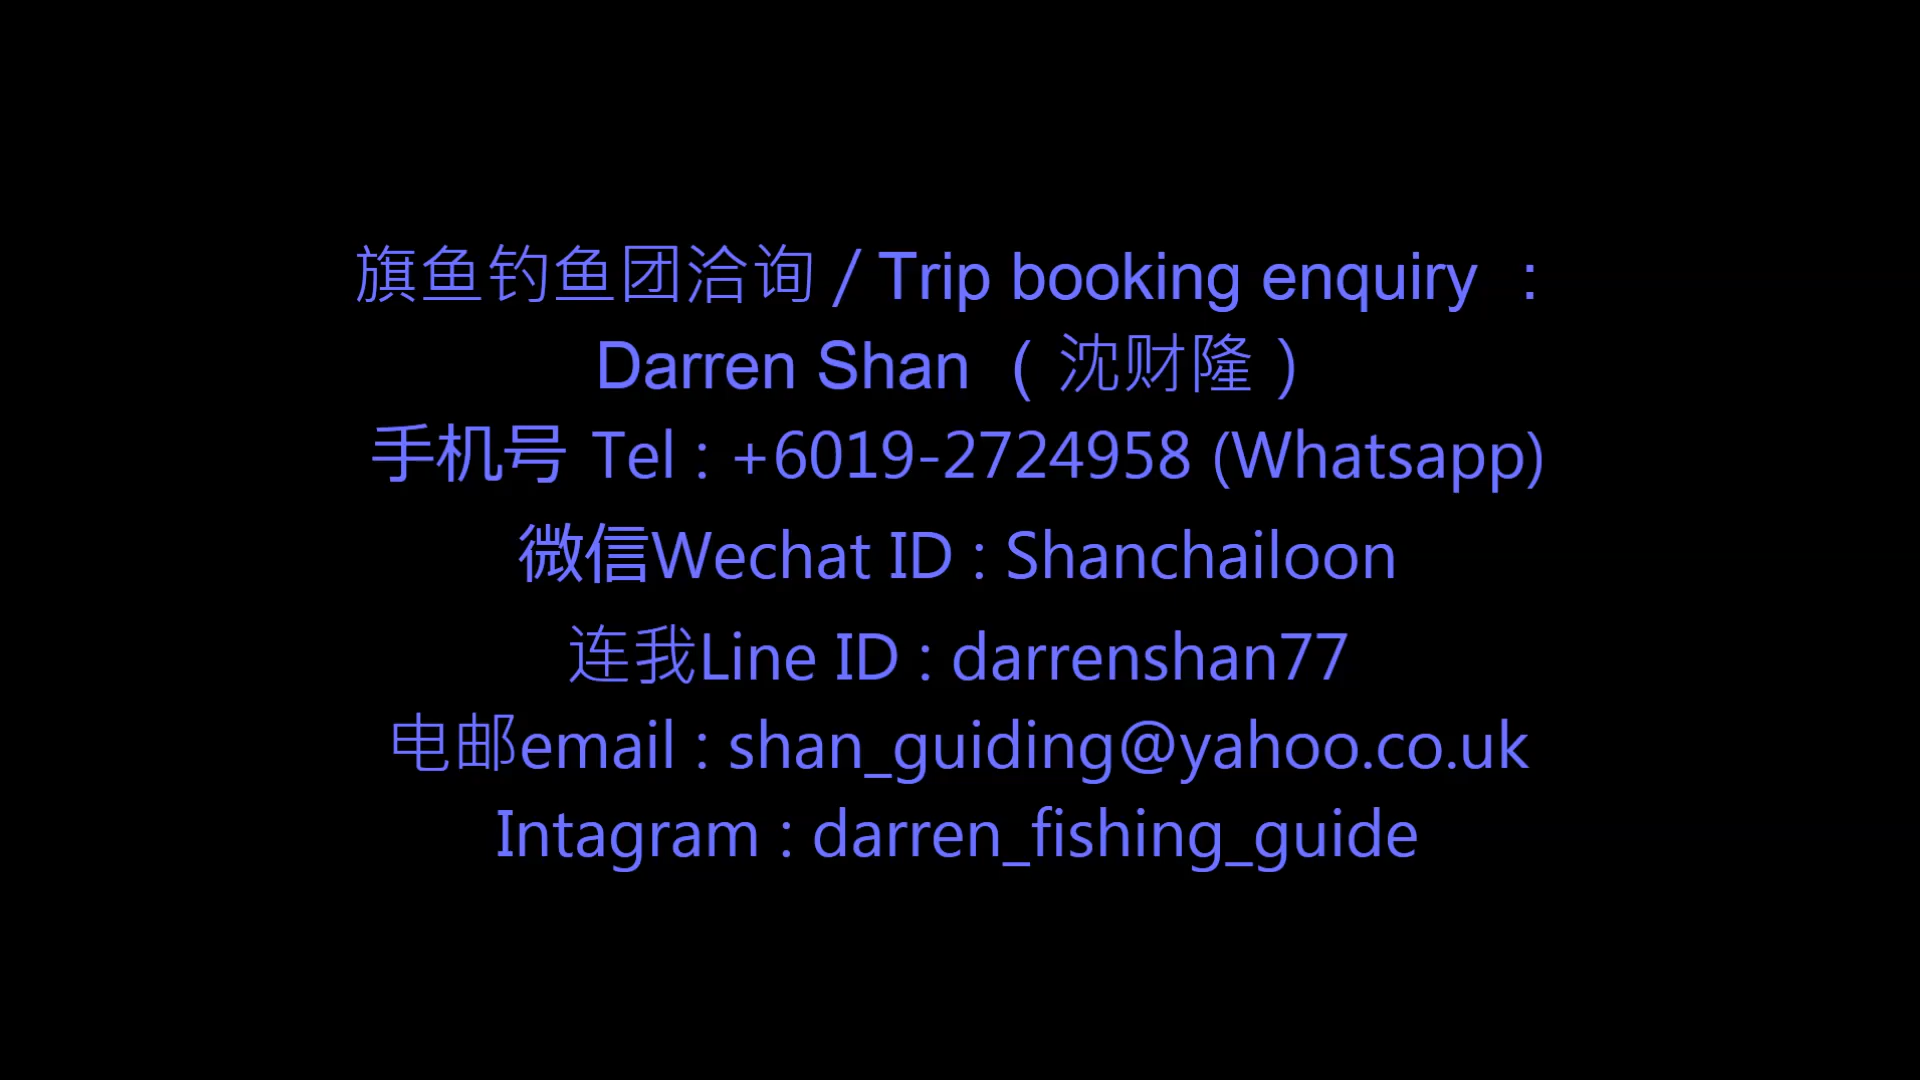 旗鱼钓鱼团洽询 / Trip booking enquiry ：
Darren Shan （ 沈财隆 ）
手机号 Tel : +6019-2724958 (Whatsapp)
微信Wechat ID : Shanchailoon
连我Line ID : darrenshan77
电邮email : shan_guiding@yahoo.co.uk
Intagram : darren_fishing_guide